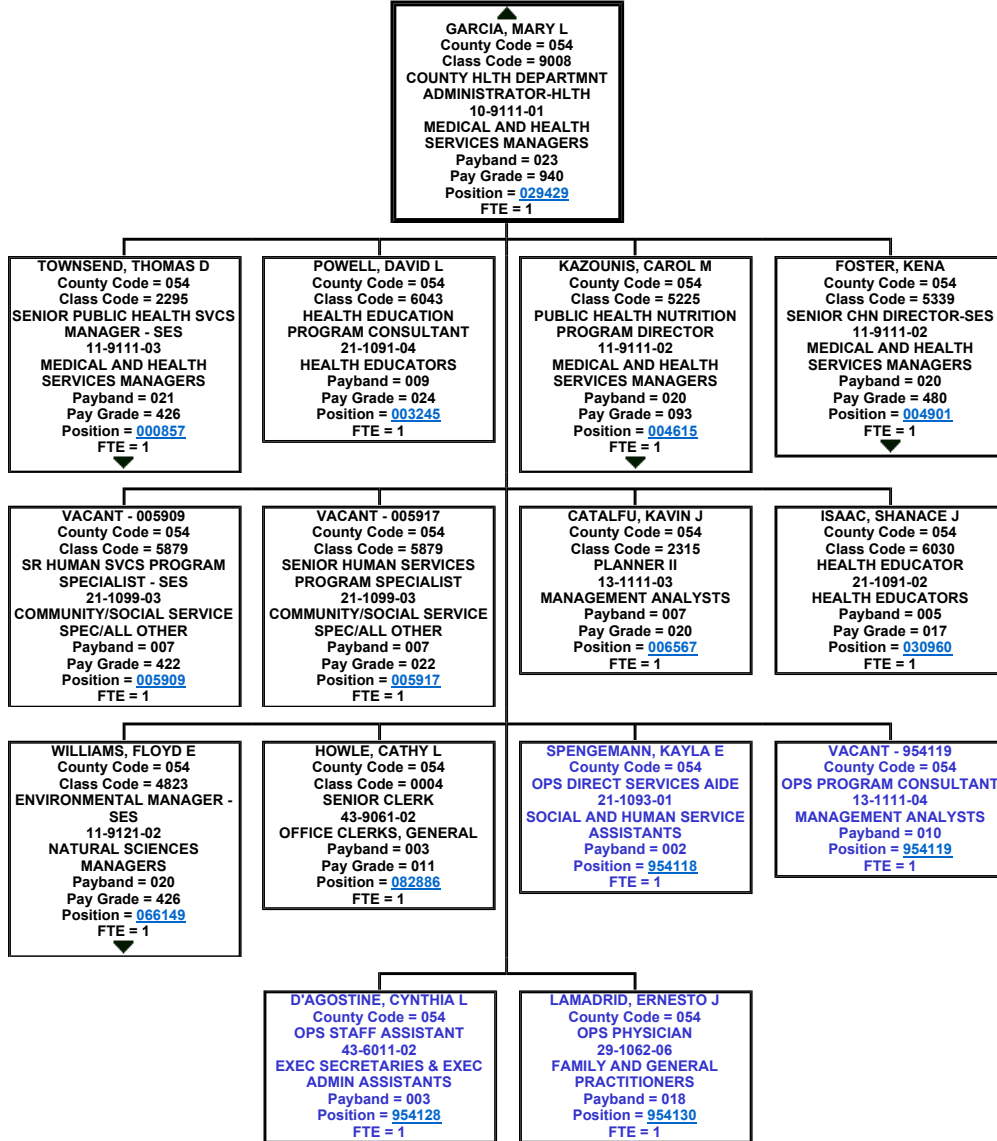 GARCIA, MARY L
County Code = 054
Class Code = 9008
COUNTY HLTH DEPARTMNT
ADMINISTRATOR-HLTH
10-9111-01
MEDICAL AND HEALTH
SERVICES MANAGERS
Payband = 023
Pay Grade = 940
Position = 029429
FTE = 1
TOWNSEND, THOMAS D
County Code = 054
Class Code = 2295
SENIOR PUBLIC HEALTH SVCS
MANAGER - SES
11-9111-03
MEDICAL AND HEALTH
SERVICES MANAGERS
Payband = 021
Pay Grade = 426
Position = 000857
FTE = 1
POWELL, DAVID L
County Code = 054
Class Code = 6043
HEALTH EDUCATION
PROGRAM CONSULTANT
21-1091-04
HEALTH EDUCATORS
Payband = 009
Pay Grade = 024
Position = 003245
FTE = 1
KAZOUNIS, CAROL M
County Code = 054
Class Code = 5225
PUBLIC HEALTH NUTRITION
PROGRAM DIRECTOR
11-9111-02
MEDICAL AND HEALTH
SERVICES MANAGERS
Payband = 020
Pay Grade = 093
Position = 004615
FTE = 1
FOSTER, KENA
County Code = 054
Class Code = 5339
SENIOR CHN DIRECTOR-SES
11-9111-02
MEDICAL AND HEALTH
SERVICES MANAGERS
Payband = 020
Pay Grade = 480
Position = 004901
FTE = 1
VACANT - 005909
County Code = 054
Class Code = 5879
SR HUMAN SVCS PROGRAM
SPECIALIST - SES
21-1099-03
COMMUNITY/SOCIAL SERVICE
SPEC/ALL OTHER
Payband = 007
Pay Grade = 422
Position = 005909
FTE = 1
VACANT - 005917
County Code = 054
Class Code = 5879
SENIOR HUMAN SERVICES
PROGRAM SPECIALIST
21-1099-03
COMMUNITY/SOCIAL SERVICE
SPEC/ALL OTHER
Payband = 007
Pay Grade = 022
Position = 005917
FTE = 1
CATALFU, KAVIN J
County Code = 054
Class Code = 2315
PLANNER II
13-1111-03
MANAGEMENT ANALYSTS
Payband = 007
Pay Grade = 020
Position = 006567
FTE = 1
ISAAC, SHANACE J
County Code = 054
Class Code = 6030
HEALTH EDUCATOR
21-1091-02
HEALTH EDUCATORS
Payband = 005
Pay Grade = 017
Position = 030960
FTE = 1
WILLIAMS, FLOYD E
County Code = 054
Class Code = 4823
ENVIRONMENTAL MANAGER -
SES
11-9121-02
NATURAL SCIENCES
MANAGERS
Payband = 020
Pay Grade = 426
Position = 066149
FTE = 1
HOWLE, CATHY L
County Code = 054
Class Code = 0004
SENIOR CLERK
43-9061-02
OFFICE CLERKS, GENERAL
Payband = 003
Pay Grade = 011
Position = 082886
FTE = 1
SPENGEMANN, KAYLA E
County Code = 054
OPS DIRECT SERVICES AIDE
21-1093-01
SOCIAL AND HUMAN SERVICE
ASSISTANTS
Payband = 002
Position = 954118
FTE = 1
VACANT - 954119
County Code = 054
OPS PROGRAM CONSULTANT
13-1111-04
MANAGEMENT ANALYSTS
Payband = 010
Position = 954119
FTE = 1
D'AGOSTINE, CYNTHIA L
County Code = 054
OPS STAFF ASSISTANT
43-6011-02
EXEC SECRETARIES & EXEC
ADMIN ASSISTANTS
Payband = 003
Position = 954128
FTE = 1
LAMADRID, ERNESTO J
County Code = 054
OPS PHYSICIAN
29-1062-06
FAMILY AND GENERAL
PRACTITIONERS
Payband = 018
Position = 954130
FTE = 1